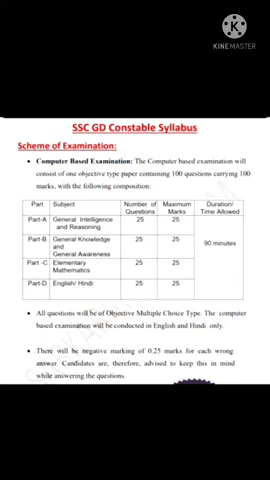 KINEMASTER
SSC GD Constable Syllabus
Scheme of Examination:
• Computer Based Examination: The Computer based examination will
consist of one objective type paper containing 100 questions carrying 100
marks, with the following composition:
Part Subject Number of Questions Maximum Marks Duration/ Time Allowed
Part-A General Intelligence and Reasoning 25 25
Part-B General Knowledge and General Awareness 25 25 90 minutes
Part -C Elementary Mathematics 25 25
Part-D English/ Hindi 25 25
• All questions will be of Objective Multiple Choice Type. The computer
based examination will be conducted in English and Hindi only.
• There will be negative marking of 0.25 marks for each wrong
answer. Candidates are, therefore, advised to keep this in mind
while answering the questions.